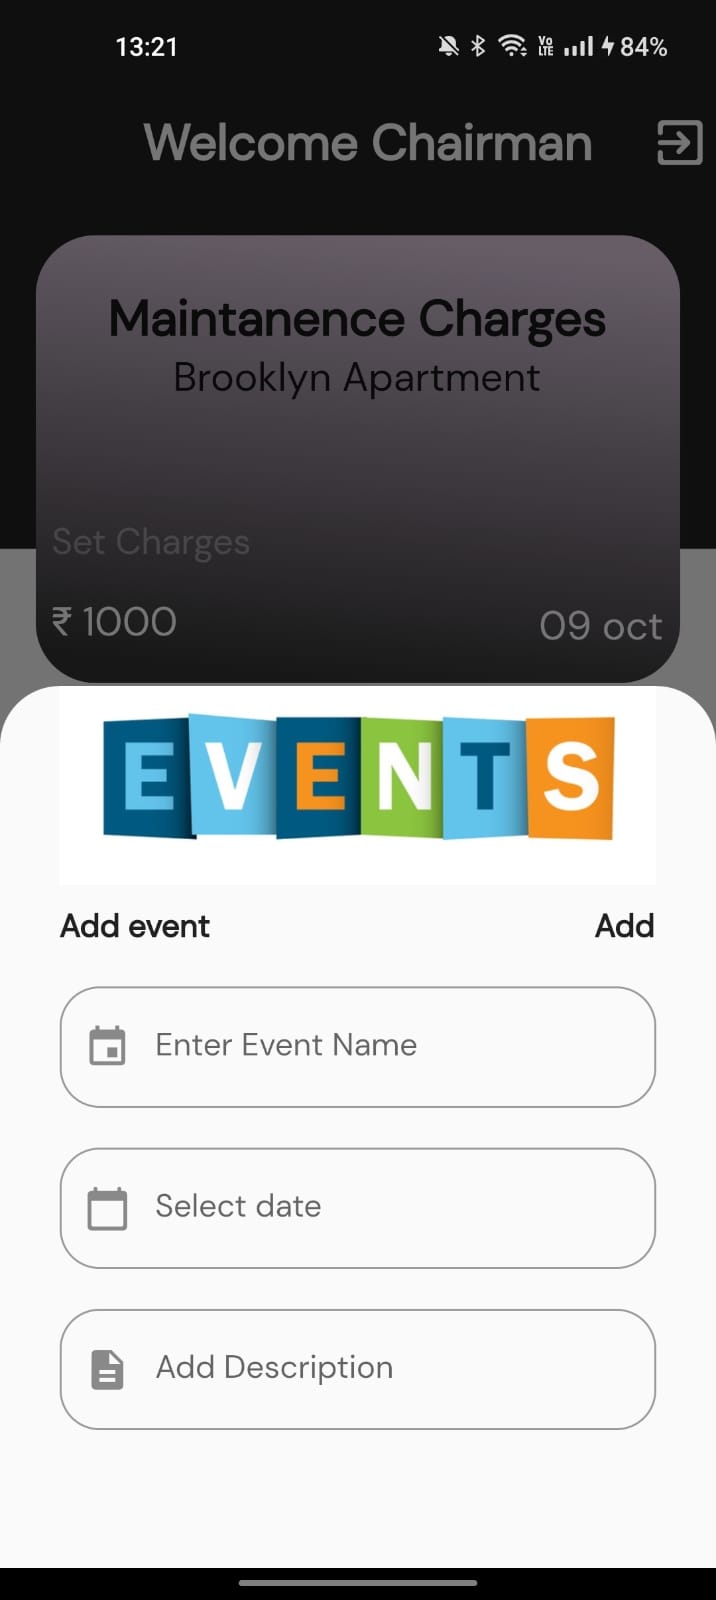 13:21 Vo LTE 84%
Welcome Chairman
Maintanence Charges
Brooklyn Apartment
Set Charges
₹ 1000 09 oct
EVENTS
Add event Add
Enter Event Name
Select date
Add Description